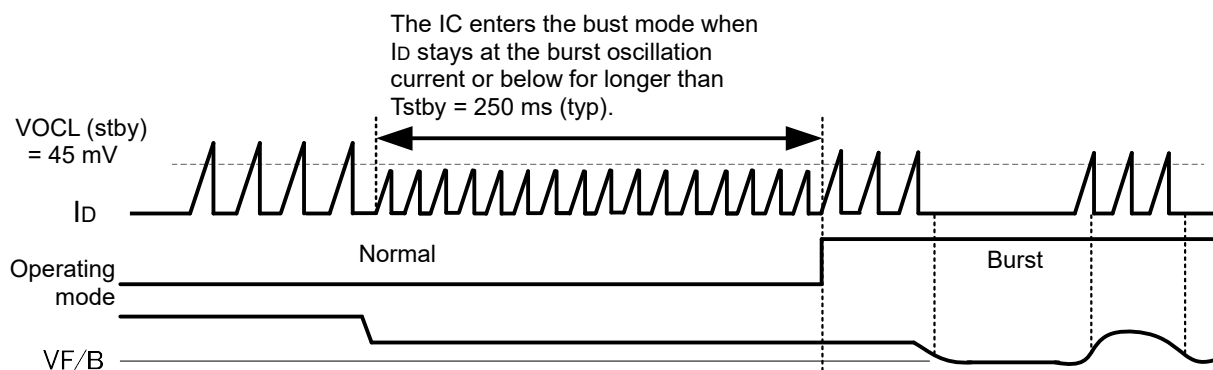 The IC enters the bust mode when
ID stays at the burst oscillation
current or below for longer than
Tstby = 250 ms (typ).
VOCL (stby)
= 45 mV
ID
Normal
Burst
Operating
mode
VF/B